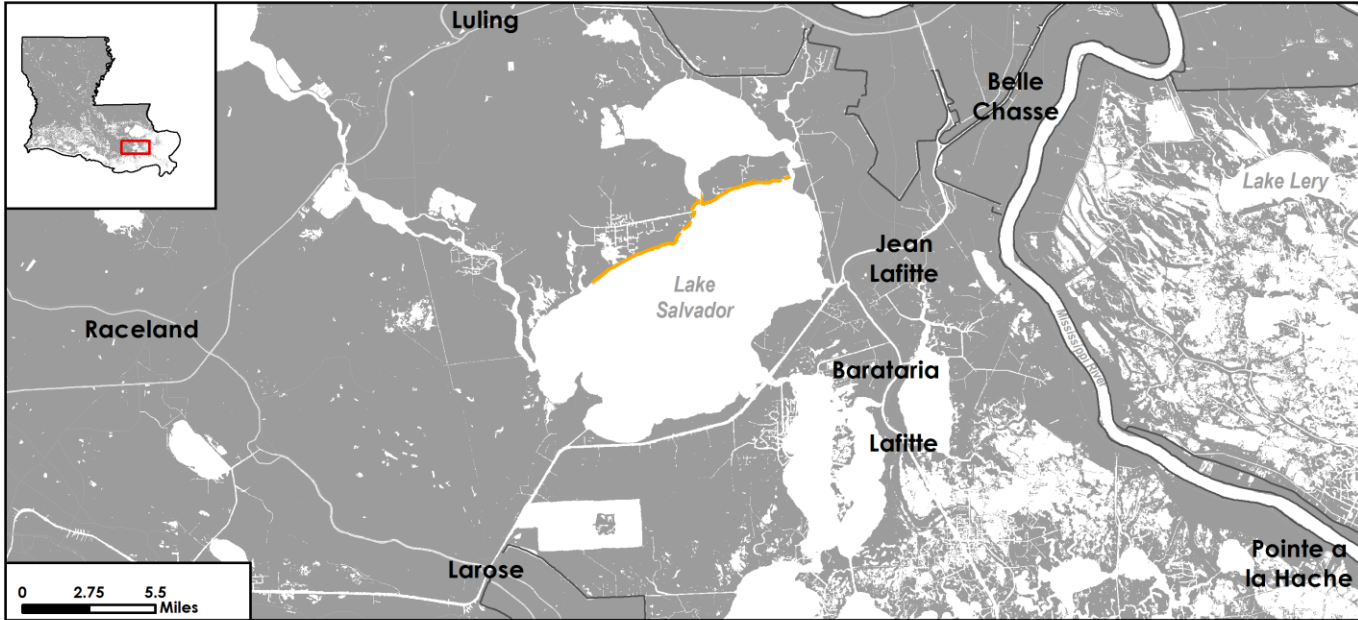 Luling
Belle
Chasse
Lake Lery
Jean
Lafitte
Lake
Salvador
Raceland
Mississippi River
Barataria
Lafitte
Pointe a
la Hache
Larose
0 2.75 5.5
Miles